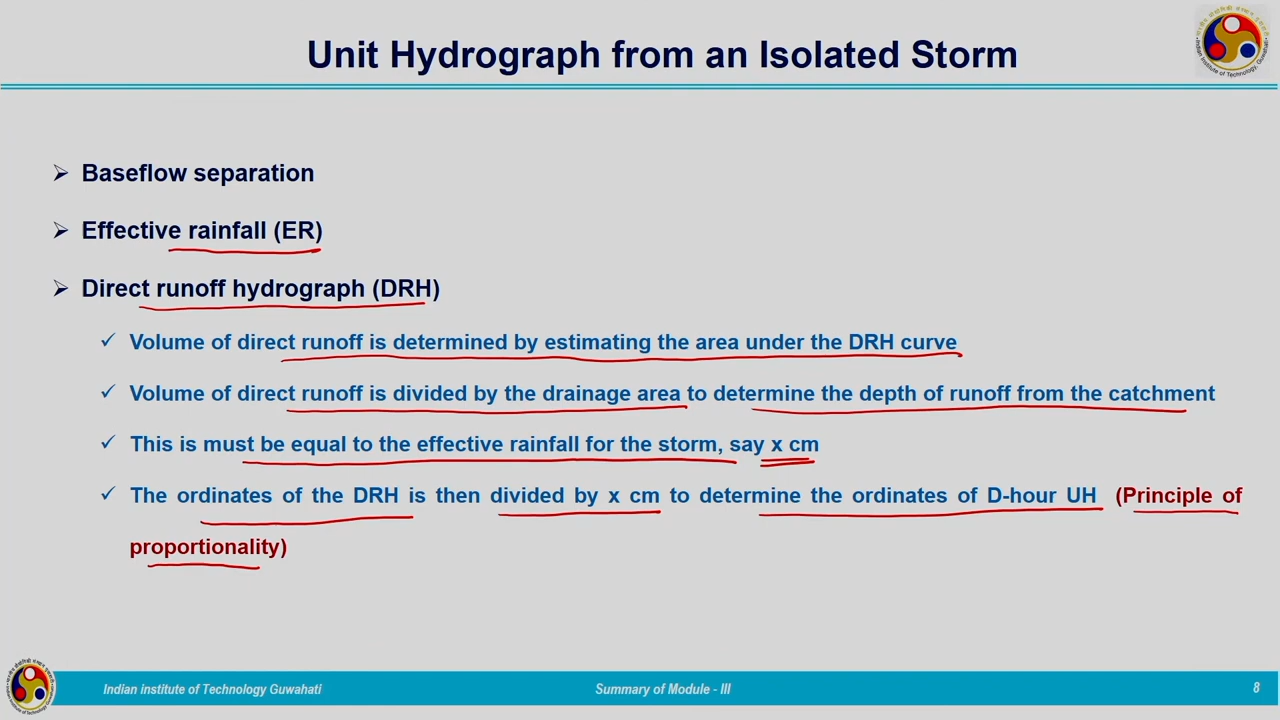 Unit Hydrograph from an Isolated Storm
Baseflow separation
Effective rainfall (ER)
Direct runoff hydrograph (DRH)
Volume of direct runoff is determined by estimating the area under the DRH curve
Volume of direct runoff is divided by the drainage area to determine the depth of runoff from the catchment
This is must be equal to the effective rainfall for the storm, say x cm
The ordinates of the DRH is then divided by x cm to determine the ordinates of D-hour UH (Principle of
proportionality)
Indian institute of Technology Guwahati
Summary of Module - III
8